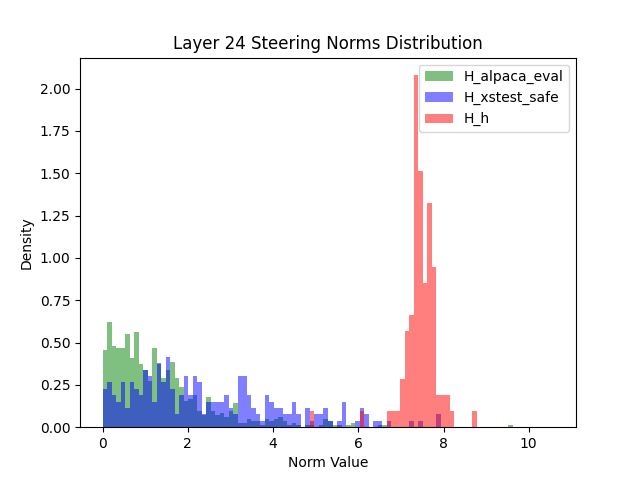 Layer 24 Steering Norms Distribution
H_alpaca_eval
H_xstest_safe
H_h
Density
2.00
1.75
1.50
1.25
1.00
0.75
0.50
0.25
0.00
0 2 4 6 8 10
Norm Value